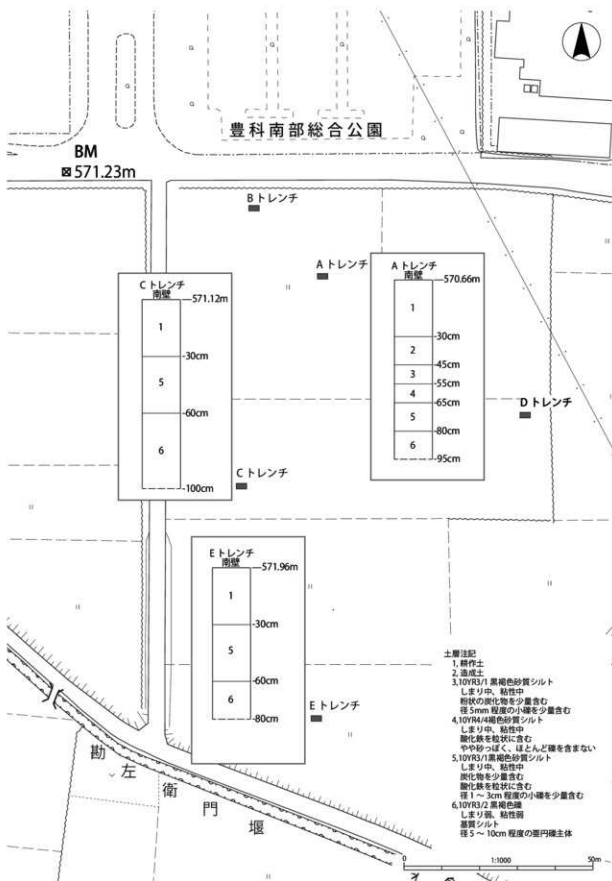 豊科南部総合公園
BM
571.23m
B トレンチ
A トレンチ
C トレンチ
南壁
571.12m
1
-30cm
5
-60cm
6
-100cm
A トレンチ
南壁
570.66m
1
-30cm
2
-45cm
3
-55cm
4
-65cm
5
-80cm
6
-95cm
D トレンチ
C トレンチ
E トレンチ
南壁
571.96m
1
-30cm
5
-60cm
6
-80cm
E トレンチ
勘左衛門堰
土層注記
1, 耕作土
2, 造成土
3,10YR3/1 黒褐色砂質シルト
しまり中、粘性中
粉状の炭化物を少量含む
径 5mm 程度の小礫を少量含む
4,10YR4/4褐色砂質シルト
しまり中、粘性中
酸化鉄を粒状に含む
やや砂っぽく、ほとんど礫を含まない
5,10YR3/1黒褐色砂質シルト
しまり中、粘性中
炭化物を少量含む
酸化鉄を粒状に含む
径 1 ~ 3cm 程度の小礫を少量含む
6,10YR3/2 黒褐色礫
しまり弱、粘性弱
基質シルト
径 5 ~ 10cm 程度の亜円礫主体
0
1:1000
50m